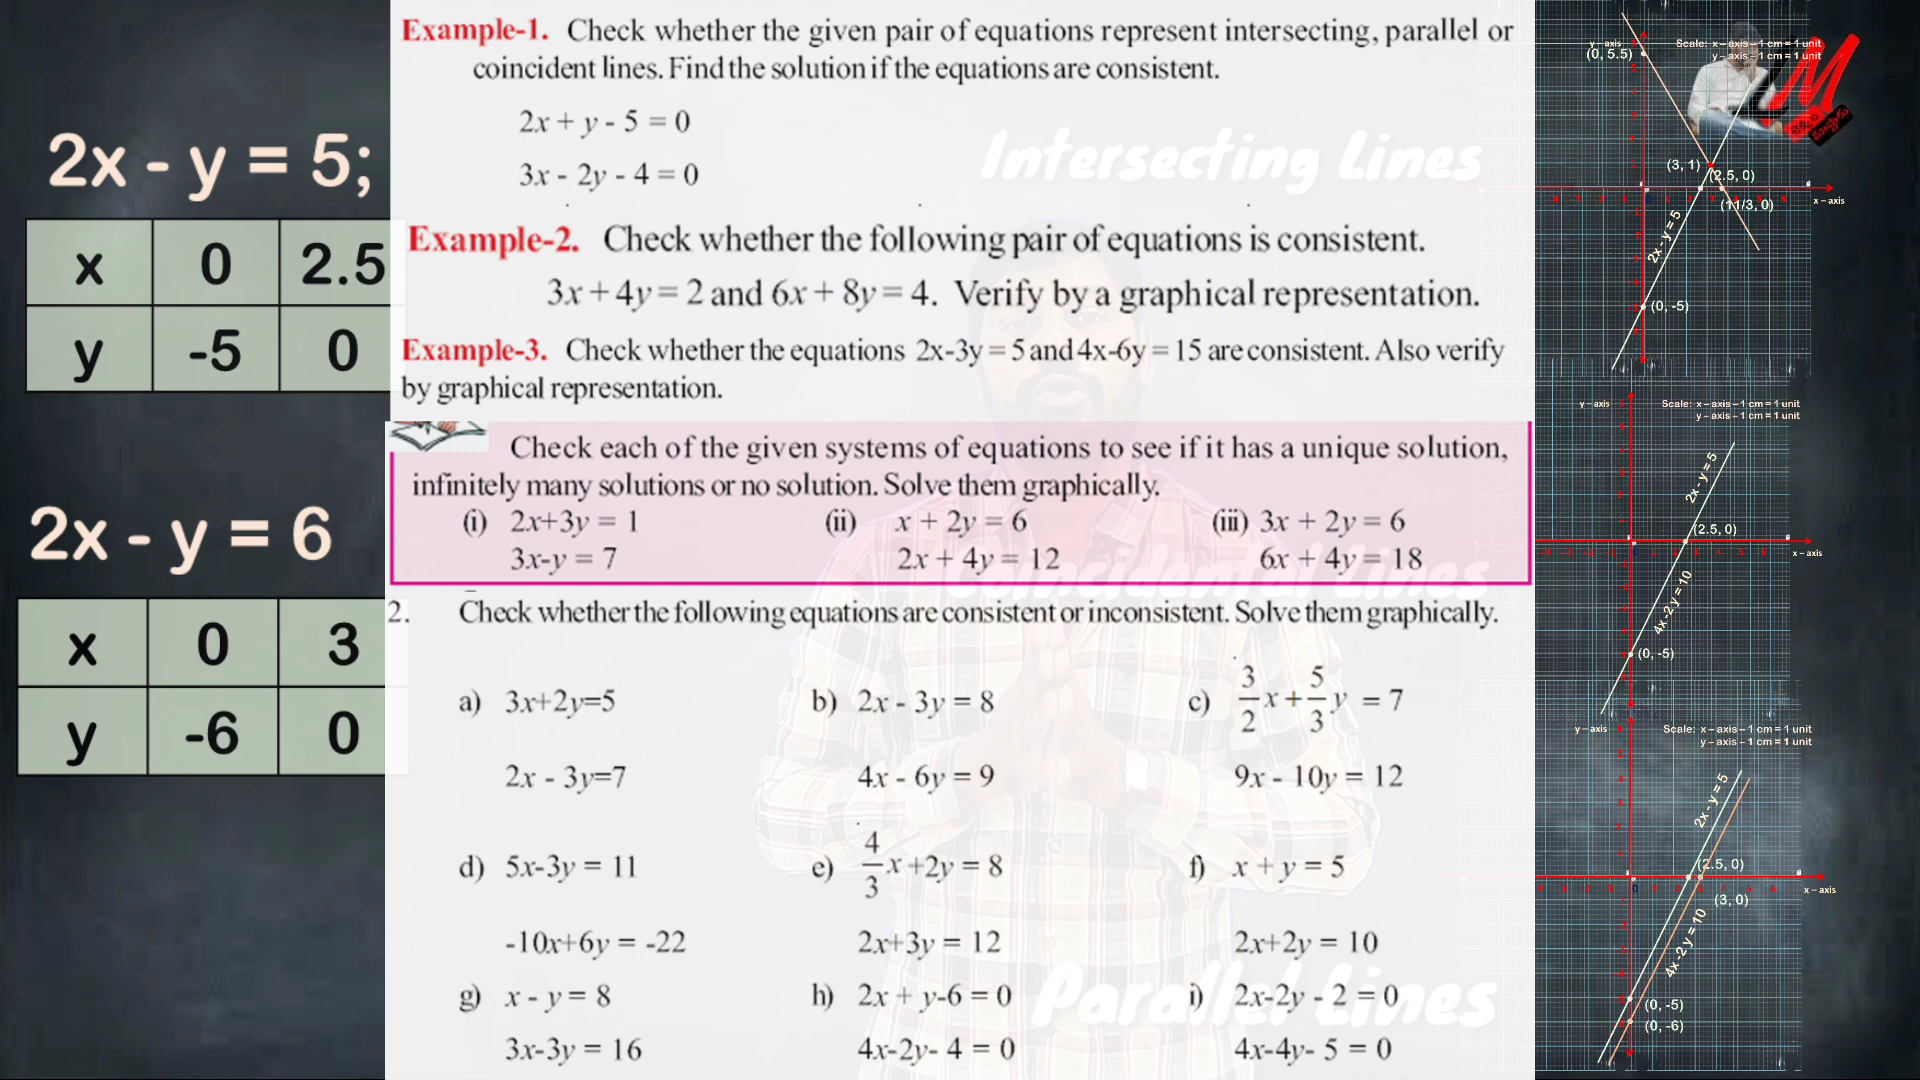 2x - y = 5;
x 0 2.5
y -5 0
2x - y = 6
x 0 3
y -6 0
Example-1. Check whether the given pair of equations represent intersecting, parallel or
coincident lines. Find the solution if the equations are consistent.
2x + y - 5 = 0
3x - 2y - 4 = 0
Intersecting Lines
Example-2. Check whether the following pair of equations is consistent.
3x + 4y = 2 and 6x + 8y = 4. Verify by a graphical representation.
Example-3. Check whether the equations 2x-3y = 5 and 4x-6y = 15 are consistent. Also verify
by graphical representation.
Check each of the given systems of equations to see if it has a unique solution,
infinitely many solutions or no solution. Solve them graphically.
(i) 2x+3y = 1 (ii) x + 2y = 6 (iii) 3x + 2y = 6
3x-y = 7 2x + 4y = 12 6x + 4y = 18
Coincidental Lines
2. Check whether the following equations are consistent or inconsistent. Solve them graphically.
a) 3x+2y=5 b) 2x - 3y = 8 c) 3/2 x + 5/3 y = 7
2x - 3y=7 4x - 6y = 9 9x - 10y = 12
d) 5x-3y = 11 e) 4/3 x +2y = 8 f) x + y = 5
-10x+6y = -22 2x+3y = 12 2x+2y = 10
g) x - y = 8 h) 2x + y-6 = 0 i) 2x-2y - 2 = 0
Parallel Lines
3x-3y = 16 4x-2y- 4 = 0 4x-4y- 5 = 0
y – axis
(0, 5.5)
Scale: x – axis – 1 cm = 1 unit
y – axis – 1 cm = 1 unit
M
(3, 1)
(2.5, 0)
(11/3, 0)
x – axis
2x - y = 5
(0, -5)
y – axis
Scale: x – axis – 1 cm = 1 unit
y – axis – 1 cm = 1 unit
2x - y = 5
(2.5, 0)
x – axis
4x -2 y = 10
(0, -5)
y – axis
Scale: x – axis – 1 cm = 1 unit
y – axis – 1 cm = 1 unit
2x - y = 5
(2.5, 0)
x – axis
(3, 0)
4x -2 y = 10
(0, -5)
(0, -6)